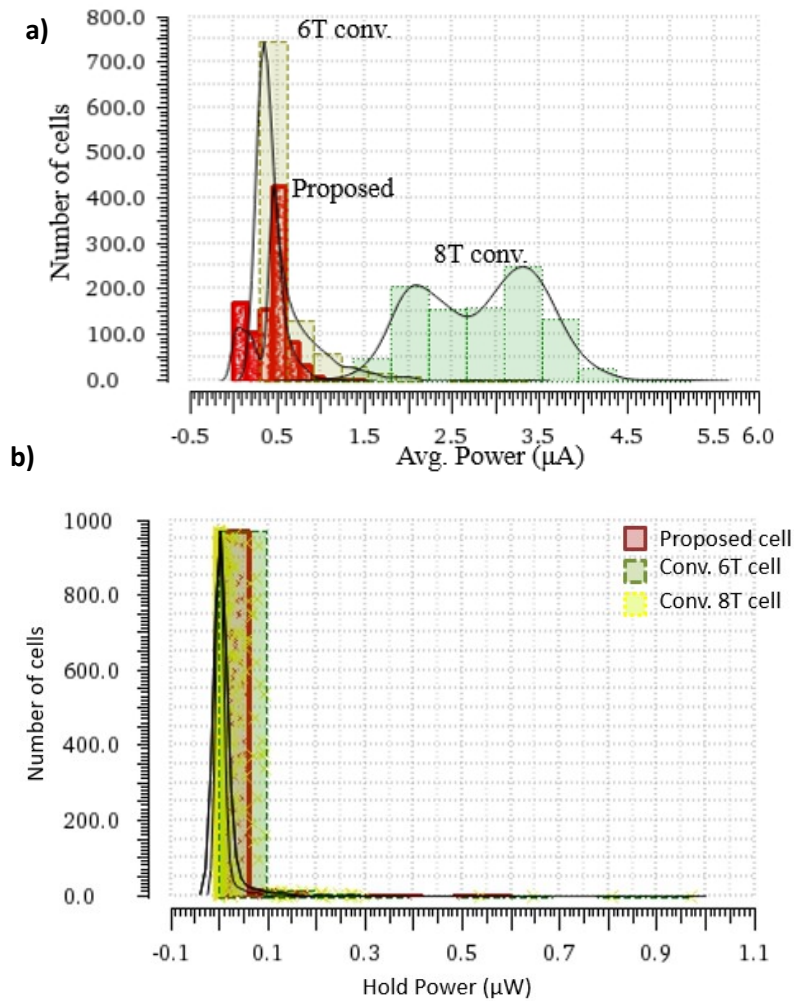 a)
800.0
700.0
600.0
500.0
400.0
300.0
200.0
100.0
0.0
Number of cells
6T conv.
Proposed
8T conv.
-0.5 0.5 1.5 2.5 3.5 4.5 5.5 6.0
Avg. Power (μA)
b)
1000
800.0
600.0
400.0
200.0
0.0
Number of cells
Proposed cell
Conv. 6T cell
Conv. 8T cell
-0.1 0.1 0.3 0.5 0.7 0.9 1.1
Hold Power (μW)